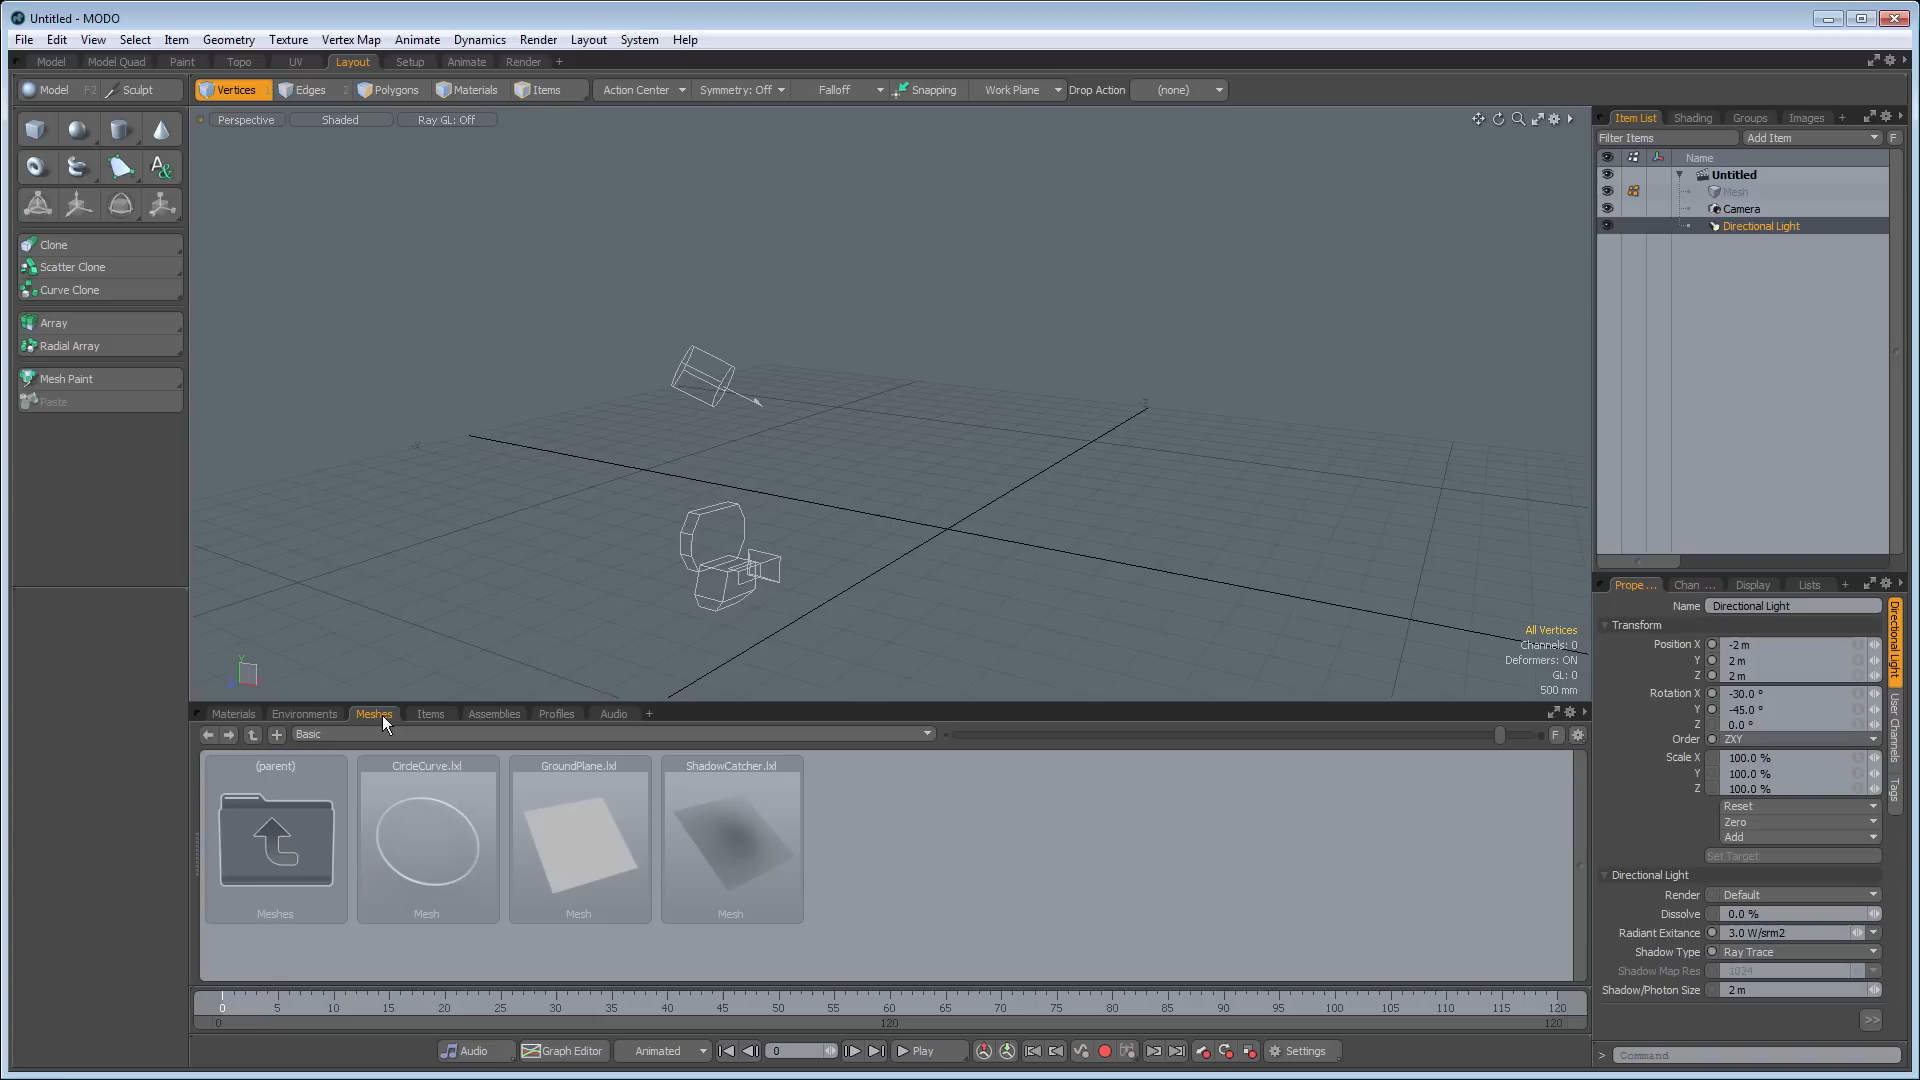 Untitled - MODO
File Edit View Select Item Geometry Texture Vertex Map Animate Dynamics Render Layout System Help
Model Model Quad Paint Topo UV Layout Setup Animate Render +
Model F2 Sculpt
Vertices 1 Edges 2 Polygons Materials Items Action Center Symmetry: Off Falloff Snapping Work Plane Drop Action (none)
Perspective Shaded Ray GL: Off
Clone
Scatter Clone
Curve Clone
Array
Radial Array
Mesh Paint
Paste
-X
-Z
Y
All Vertices
Channels: 0
Deformers: ON
GL: 0
500 mm
Item List Shading Groups Images +
Filter Items Add Item F
Name
Untitled
Mesh
Camera
Directional Light
Prope ... Chan ... Display Lists +
Name Directional Light
Transform
Position X -2 m
Y 2 m
Z 2 m
Rotation X -30.0 °
Y -45.0 °
Z 0.0 °
Order ZXY
Scale X 100.0 %
Y 100.0 %
Z 100.0 %
Reset
Zero
Add
Set Target
Directional Light
Render Default
Dissolve 0.0 %
Radiant Exitance 3.0 W/srm2
Shadow Type Ray Trace
Shadow Map Res 1024
Shadow/Photon Size 2 m
>>
Directional Light
User Channels
Tags
> Command
Materials Environments Meshes Items Assemblies Profiles Audio +
Basic F
(parent) CircleCurve.lxl GroundPlane.lxl ShadowCatcher.lxl
Meshes Mesh Mesh Mesh
0 5 10 15 20 25 30 35 40 45 50 55 60 65 70 75 80 85 90 95 100 105 110 115 120
0 120 120
Audio Graph Editor Animated 0 Play Settings